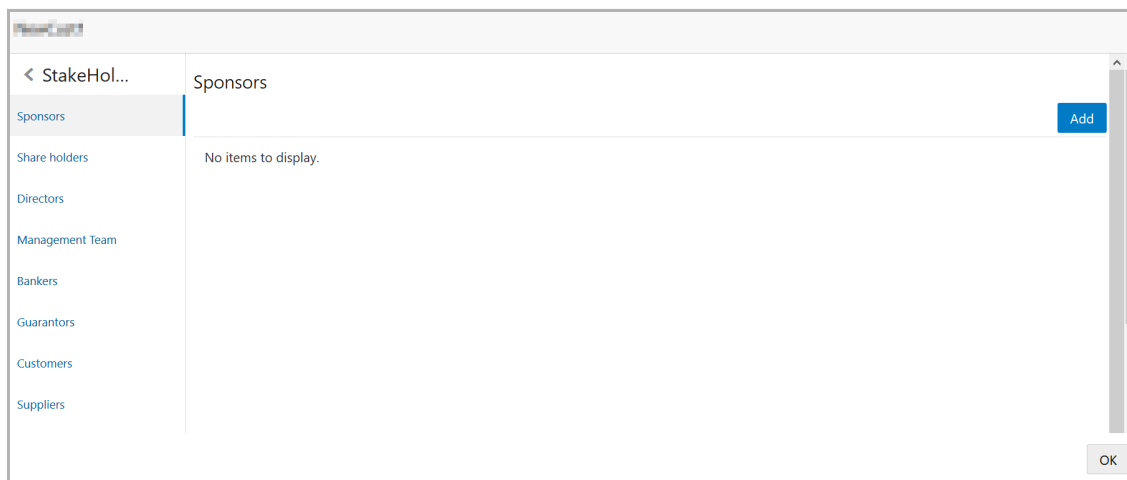 StakeHol...
Sponsors
Share holders
Directors
Management Team
Bankers
Guarantors
Customers
Suppliers
Sponsors
Add
No items to display.
OK